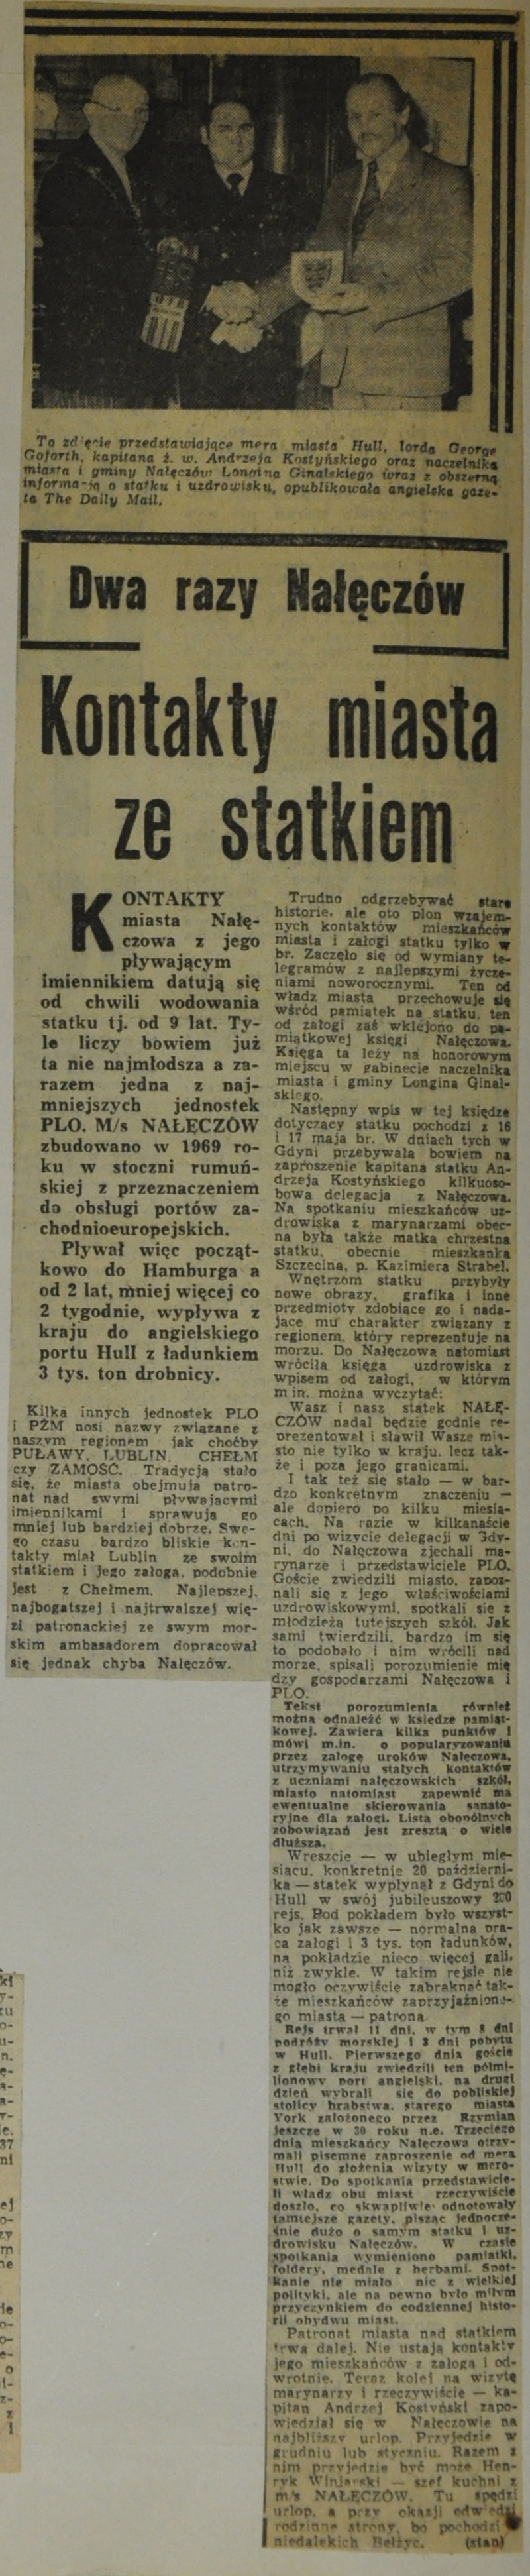 To zdjęcie przedstawiające mera miasta Hull, lorda George
Goforth, kapitana ż. w. Andrzeja Kostyńskiego oraz naczelnika
miasta i gminy Nałęczów Longina Ginalskiego wraz z obszerną
informacją o statku i uzdrowisku, opublikowała angielska gaze-
ta The Daily Mail.
Dwa razy Nałęczów
Kontakty miasta
ze statkiem
KONTAKTY
miasta Nałę-
czowa z jego
pływającym
imiennikiem datują się
od chwili wodowania
statku tj. od 9 lat. Ty-
le liczy bowiem już
ta nie najmłodsza a za-
razem jedna z naj-
mniejszych jednostek
PLO. M/s NAŁĘCZÓW
zbudowano w 1969 ro-
ku w stoczni rumuń-
skiej z przeznaczeniem
do obsługi portów za-
chodnioeuropejskich.
Pływał więc począt-
kowo do Hamburga a
od 2 lat, mniej więcej co
2 tygodnie, wypływa z
kraju do angielskiego
portu Hull z ładunkiem
3 tys. ton drobnicy.
Kilka innych jednostek PLO
i PŻM nosi nazwy związane z
naszym regionem jak choćby
PUŁAWY, LUBLIN, CHEŁM
czy ZAMOŚĆ. Tradycją stało
się, że miasta obejmują patro-
nat nad swymi pływającymi
imiennikami i sprawują go
mniej lub bardziej dobrze. Swe-
go czasu bardzo bliskie kon-
takty miał Lublin ze swoim
statkiem i jego załogą, podobnie
jest z Chełmem. Najlepszej,
najbogatszej i najtrwalszej wię-
zi patronackiej ze swym mor-
skim ambasadorem dopracował
się jednak chyba Nałęczów.
Trudno odgrzebywać stare
historie, ale oto plon wzajem-
nych kontaktów mieszkańców
miasta i załogi statku tylko w
br. Zaczęło się od wymiany te-
legramów z najlepszymi życze-
niami noworocznymi. Ten od
władz miasta przechowuje się
wśród pamiątek na statku, ten
od załogi zaś wklejono do pa-
miątkowej księgi Nałęczowa.
Księga ta leży na honorowym
miejscu w gabinecie naczelnika
miasta i gminy Longina Ginal-
skiego.
Następny wpis w tej księdze
dotyczący statku pochodzi z 16
i 17 maja br. W dniach tych w
Gdyni przebywała bowiem na
zaproszenie kapitana statku An-
drzeja Kostyńskiego kilkuoso-
bowa delegacja z Nałęczowa.
Na spotkaniu mieszkańców uz-
drowiska z marynarzami obec-
na była także matka chrzestna
statku, obecnie mieszkanka
Szczecina, p. Kazimiera Strabel.
Wnętrzom statku przybyły
nowe obrazy, grafika i inne
przedmioty zdobiące go i nada-
jące mu charakter związany z
regionem, który reprezentuje na
morzu. Do Nałęczowa natomiast
wróciła księga uzdrowiska z
wpisem od załogi, w którym
m in. można wyczytać:
Wasz i nasz statek NAŁĘ-
CZÓW nadal będzie godnie re-
prezentował i sławił Wasze mia-
sto nie tylko w kraju, lecz tak-
że i poza jego granicami.
I tak też się stało — w bar-
dzo konkretnym znaczeniu —
ale dopiero po kilku miesią-
cach. Na razie w kilkanaście
dni po wizycie delegacji w Gdy-
ni, do Nałęczowa zjechali ma-
rynarze i przedstawiciele PLO.
Goście zwiedzili miasto, zapoz-
nali się z jego właściwościami
uzdrowiskowymi, spotkali się z
młodzieżą tutejszych szkół. Jak
sami twierdzili, bardzo im się
to podobało i nim wrócili nad
morze, spisali porozumienie mię
dzy gospodarzami Nałęczowa i
PLO.
Tekst porozumienia również
można odnaleźć w księdze pamiąt-
kowej. Zawiera kilka punktów i
mówi m.in. o popularyzowaniu
przez załogę uroków Nałęczowa,
utrzymywaniu stałych kontaktów
z uczniami nałęczowskich szkół,
miasto natomiast zapewnić ma
ewentualne skierowania sanato-
ryjne dla załogi. Lista obopólnych
zobowiązań jest zresztą o wiele
dłuższa.
Wreszcie — w ubiegłym mie-
siącu, konkretnie 20 październi-
ka — statek wypłynął z Gdyni do
Hull w swój jubileuszowy 200
rejs. Pod pokładem było wszyst-
ko jak zawsze — normalna pra-
ca załogi i 3 tys. ton ładunków,
na pokładzie nieco więcej gali,
niż zwykle. W takim rejsie nie
mogło oczywiście zabraknąć tak-
że mieszkańców zaprzyjaźnione-
go miasta — patrona.
Rejs trwał 11 dni, w tym 8 dni
podróży morskiej i 3 dni pobytu
w Hull. Pierwszego dnia goście
z głębi kraju zwiedzili ten półmi-
lionowy port angielski, na drugi
dzień wybrali się do pobliskiej
stolicy hrabstwa, starego miasta
York założonego przez Rzymian
jeszcze w 30 roku n.e. Trzeciego
dnia mieszkańcy Nałęczowa otrzy-
mali pisemne zaproszenie od mera
Hull do złożenia wizyty w mero-
stwie. Do spotkania przedstawicie-
li władz obu miast rzeczywiście
doszło, co skwapliwie odnotowały
tamtejsze gazety, pisząc jednocze-
śnie dużo o samym statku i uz-
drowisku Nałęczów. W czasie
spotkania wymieniono pamiątki,
foldery, medale z herbami. Spot-
kanie nie miało nic z wielkiej
polityki, ale na pewno było miłym
przyczynkiem do codziennej histo-
rii obydwu miast.
Patronat miasta nad statkiem
trwa dalej. Nie ustają kontakty
jego mieszkańców z załogą i od-
wrotnie. Teraz kolej na wizytę
marynarzy i rzeczywiście — ka-
pitan Andrzej Kostyński zapo-
wiedział się w Nałęczowie na
najbliższy urlop. Przyjedzie w
grudniu lub styczniu. Razem z
nim przyjedzie być może Hen-
ryk Winiarski — szef kuchni z
m/s NAŁĘCZÓW. Tu spędzi
urlop, a przy okazji odwiedzi
rodzinne strony, bo pochodzi z
niedalekich Bełżyc. (stan)